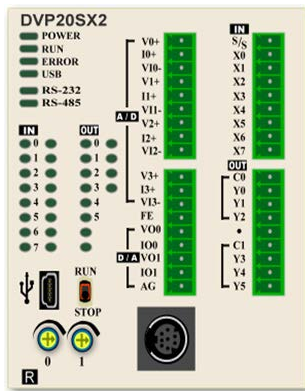 DVP20SX2
POWER
RUN
ERROR
USB
RS-232
RS-485
IN
0
1
2
3
4
5
6
7
OUT
0
1
2
3
4
5
A/D
V0+
I0+
VI0-
V1+
I1+
VI1-
V2+
I2+
VI2-
V3+
I3+
VI3-
FE
D/A
VO0
IO0
VO1
IO1
AG
IN
S/S
X0
X1
X2
X3
X4
X5
X6
X7
OUT
C0
Y0
Y1
Y2
•
C1
Y3
Y4
Y5
RUN
STOP
0
1
R